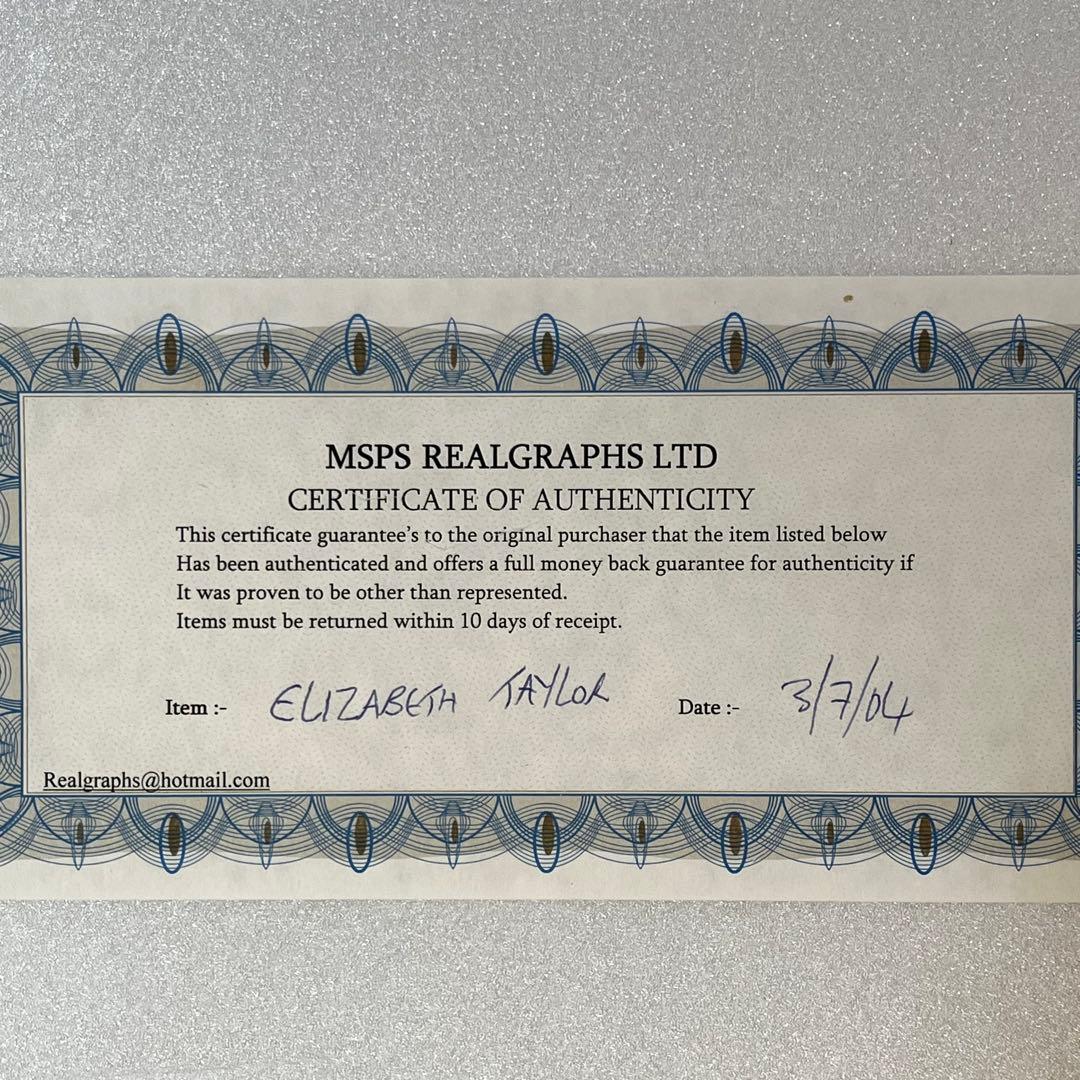 MSPS REALGRAPHS LTD
CERTIFICATE OF AUTHENTICITY
This certificate guarantee's to the original purchaser that the item listed below
Has been authenticated and offers a full money back guarantee for authenticity if
It was proven to be other than represented.
Items must be returned within 10 days of receipt.
Item :- ELIZABETH TAYLOR Date :- 3/7/04
Realgraphs@hotmail.com